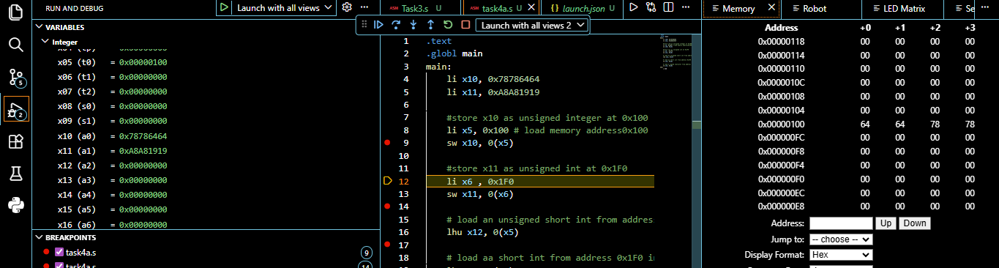 RUN AND DEBUG
Launch with all views
VARIABLES
Integer
x05 (t0) = 0x00000100
x06 (t1) = 0x00000000
x07 (t2) = 0x00000000
x08 (s0) = 0x00000000
x09 (s1) = 0x00000000
x10 (a0) = 0x78786464
x11 (a1) = 0xA8A81919
x12 (a2) = 0x00000000
x13 (a3) = 0x00000000
x14 (a4) = 0x00000000
x15 (a5) = 0x00000000
x16 (a6) = 0x00000000
BREAKPOINTS
task4a.s 9
task4a.s 14
5
2
ASM Task3.s U
ASM task4a.s U
{} launch.json U
Launch with all views 2
1 .text
2 .globl main
3 main:
4 li x10, 0x78786464
5 li x11, 0xA8A81919
6
7 #store x10 as unsigned integer at 0x100
8 li x5, 0x100 # load memory address0x100
9 sw x10, 0(x5)
10
11 #store x11 as unsigned int at 0x1F0
12 li x6 , 0x1F0
13 sw x11, 0(x6)
14
15 # load an unsigned short int from addres
16 lhu x12, 0(x5)
17
18 # load aa short int from address 0x1F0 i
Memory
Robot
LED Matrix
Se
Address +0 +1 +2 +3
0x00000118 00 00 00 00
0x00000114 00 00 00 00
0x00000110 00 00 00 00
0x0000010C 00 00 00 00
0x00000108 00 00 00 00
0x00000104 00 00 00 00
0x00000100 64 64 78 78
0x000000FC 00 00 00 00
0x000000F8 00 00 00 00
0x000000F4 00 00 00 00
0x000000F0 00 00 00 00
0x000000EC 00 00 00 00
0x000000E8 00 00 00 00
Address: Up Down
Jump to: -- choose --
Display Format: Hex